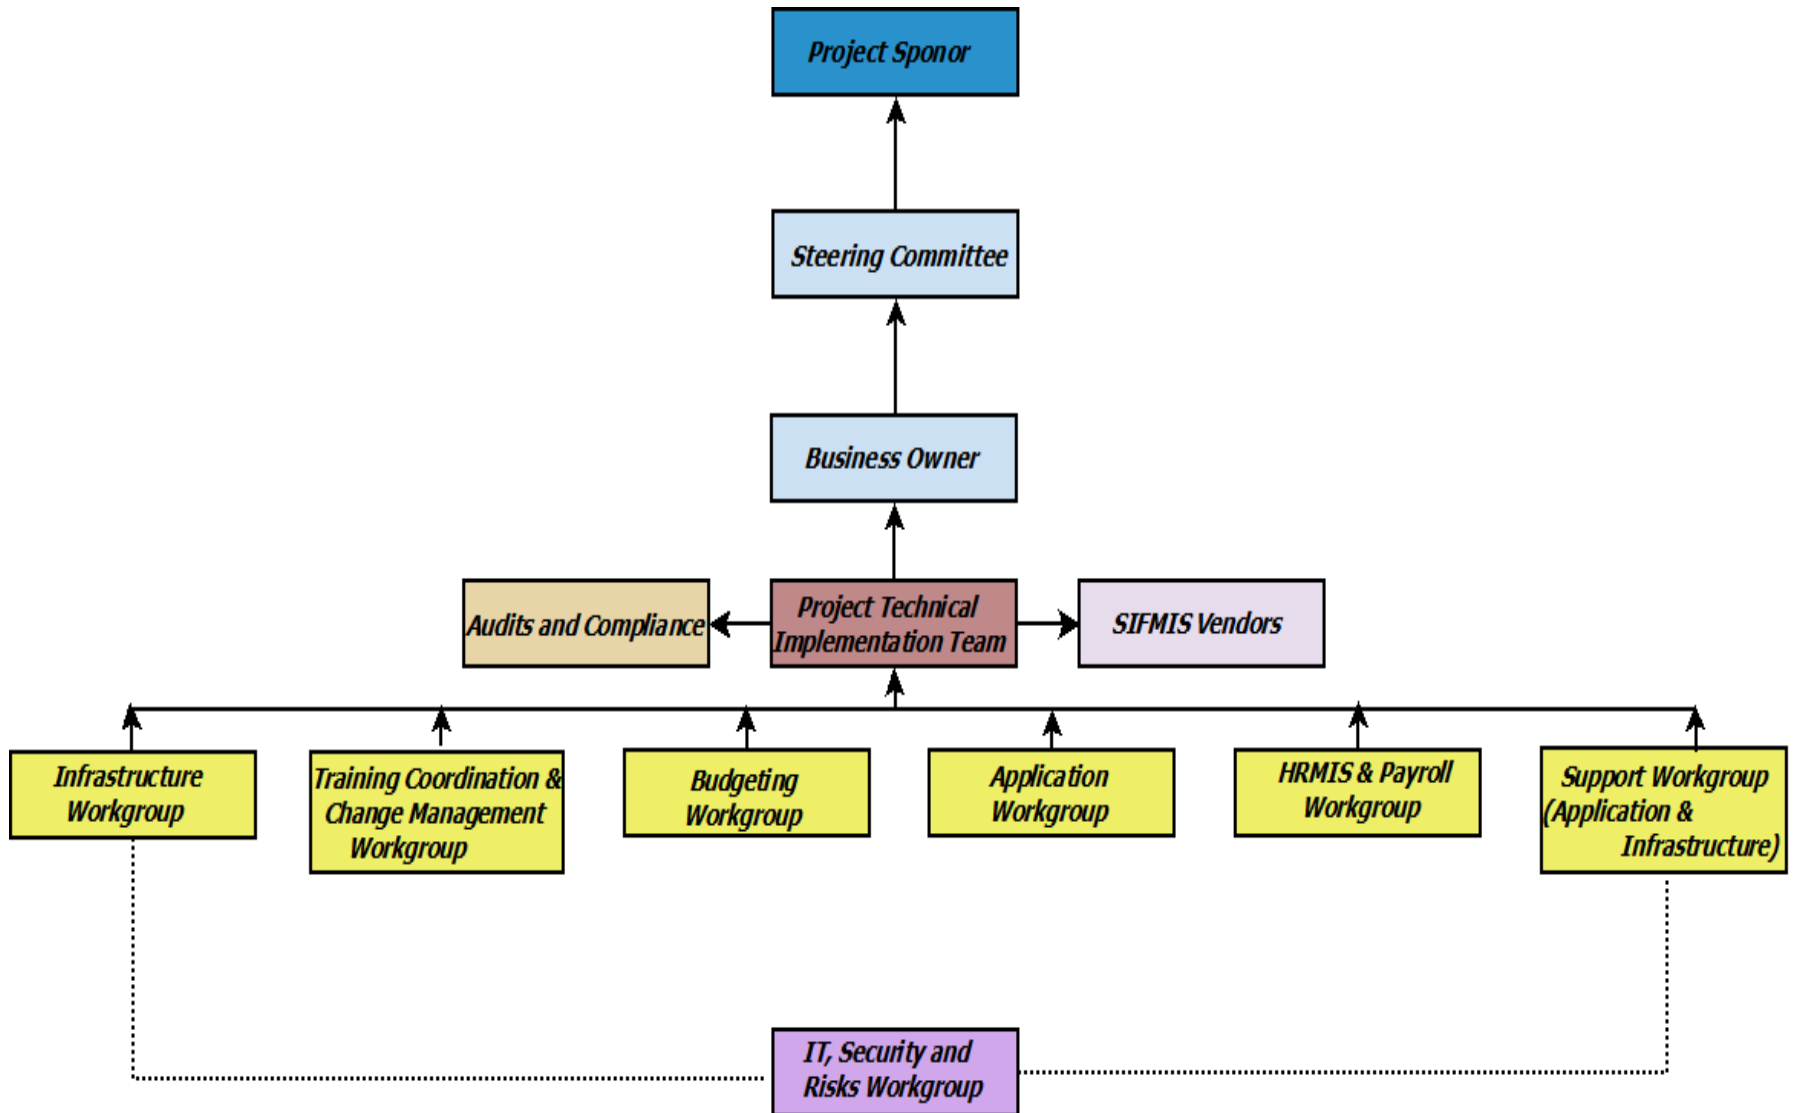 Project Sponor
Steering Committee
Business Owner
Audits and Compliance
Project Technical
Implementation Team
SIFMIS Vendors
Infrastructure
Workgroup
Training Coordination &
Change Management
Workgroup
Budgeting
Workgroup
Application
Workgroup
HRMIS & Payroll
Workgroup
Support Workgroup
(Application &
Infrastructure)
IT, Security and
Risks Workgroup